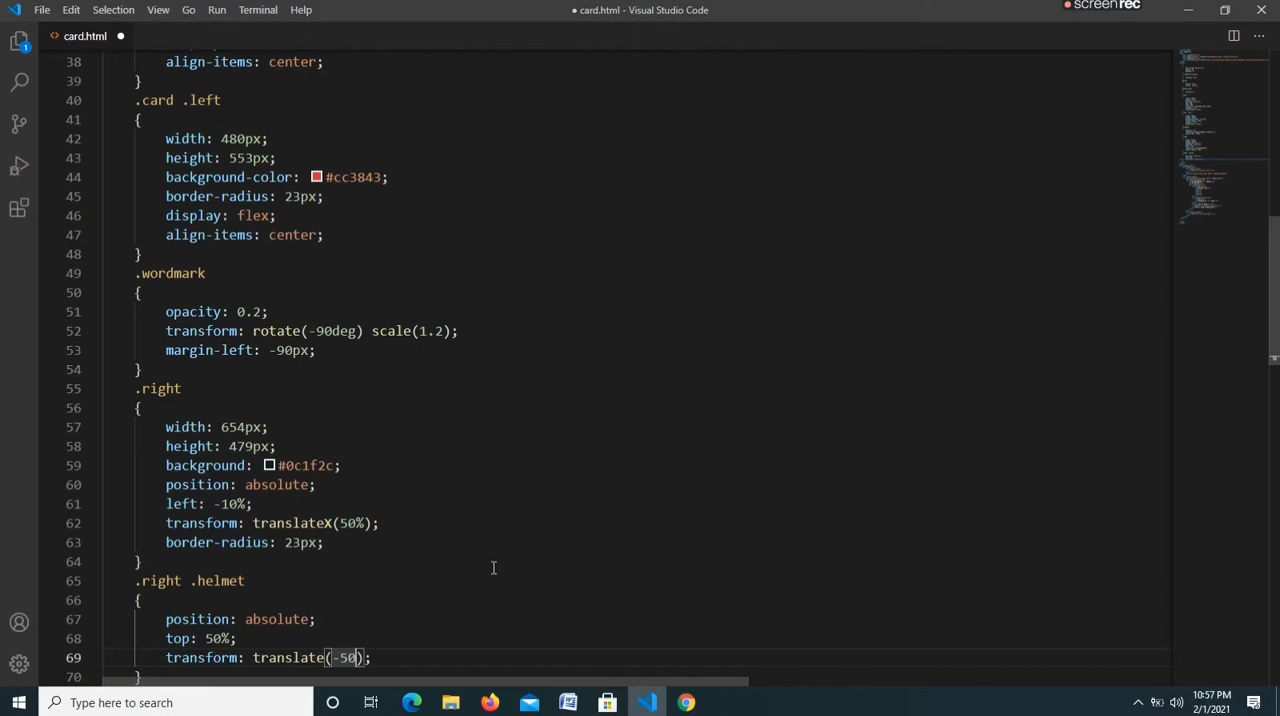 File Edit Selection View Go Run Terminal Help
● card.html - Visual Studio Code
screenrec
card.html ●
38 align-items: center;
39 }
40 .card .left
41 {
42 width: 480px;
43 height: 553px;
44 background-color: #cc3843;
45 border-radius: 23px;
46 display: flex;
47 align-items: center;
48 }
49 .wordmark
50 {
51 opacity: 0.2;
52 transform: rotate(-90deg) scale(1.2);
53 margin-left: -90px;
54 }
55 .right
56 {
57 width: 654px;
58 height: 479px;
59 background: #0c1f2c;
60 position: absolute;
61 left: -10%;
62 transform: translateX(50%);
63 border-radius: 23px;
64 }
65 .right .helmet
66 {
67 position: absolute;
68 top: 50%;
69 transform: translate(-50);
70 }
1
Type here to search
10:57 PM
2/1/2021